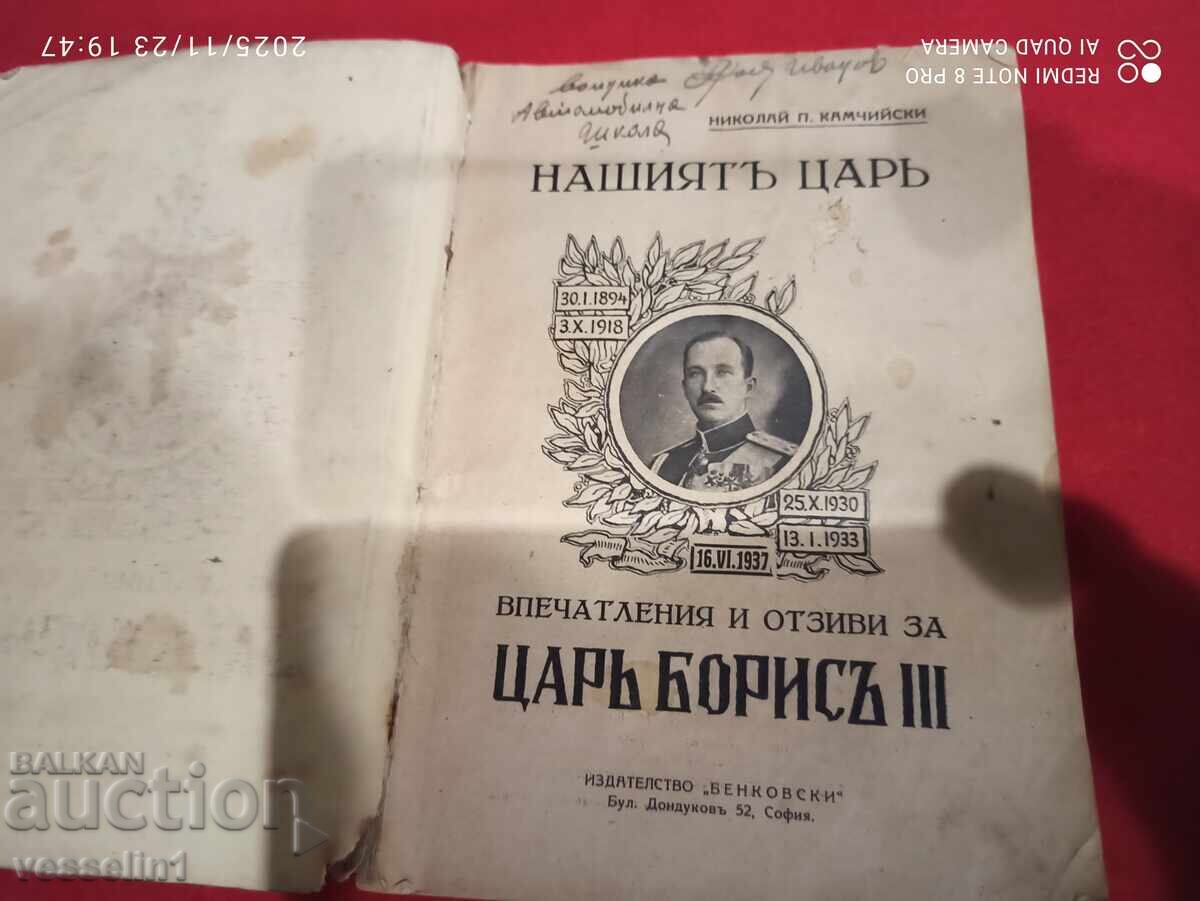 2025/11/23 19:47
REDMI NOTE 8 PRO
AI QUAD CAMERA
Автомобилна
Школа
НИКОЛАЙ П. КАМЧИЙСКИ
НАШИЯТЪ ЦАРЬ
30.I.1894
3.X.1918
25.X.1930
13.I.1933
16.VI.1937
ВПЕЧАТЛЕНИЯ И ОТЗИВИ ЗА
ЦАРЬ БОРИСЪ III
ИЗДАТЕЛСТВО „БЕНКОВСКИ“
Бул. Дондуковъ 52, София.
BALKAN
auction
vesselin1